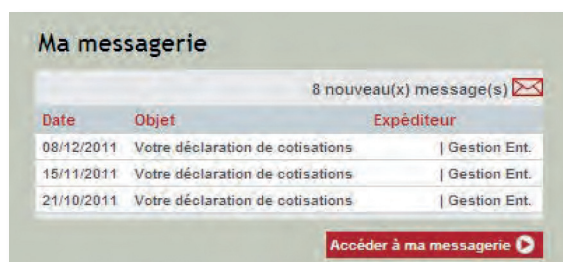 Ma messagerie
8 nouveau(x) message(s)
Date Objet Expéditeur
08/12/2011 Votre déclaration de cotisations | Gestion Ent.
15/11/2011 Votre déclaration de cotisations | Gestion Ent.
21/10/2011 Votre déclaration de cotisations | Gestion Ent.
Accéder à ma messagerie